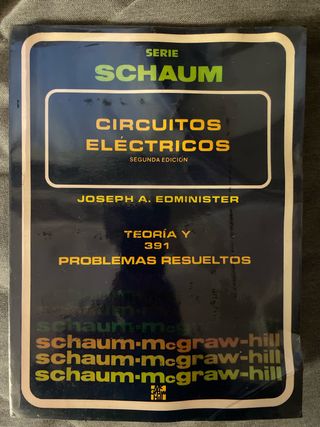 SERIE
SCHAUM
CIRCUITOS
ELÉCTRICOS
SEGUNDA EDICION
JOSEPH A. EDMINISTER
TEORÍA Y
391
PROBLEMAS RESUELTOS
schaum·mcgraw-hill
schaum·mcgraw-hill
schaum·mcgraw-hill
schaum·mcgraw-hill